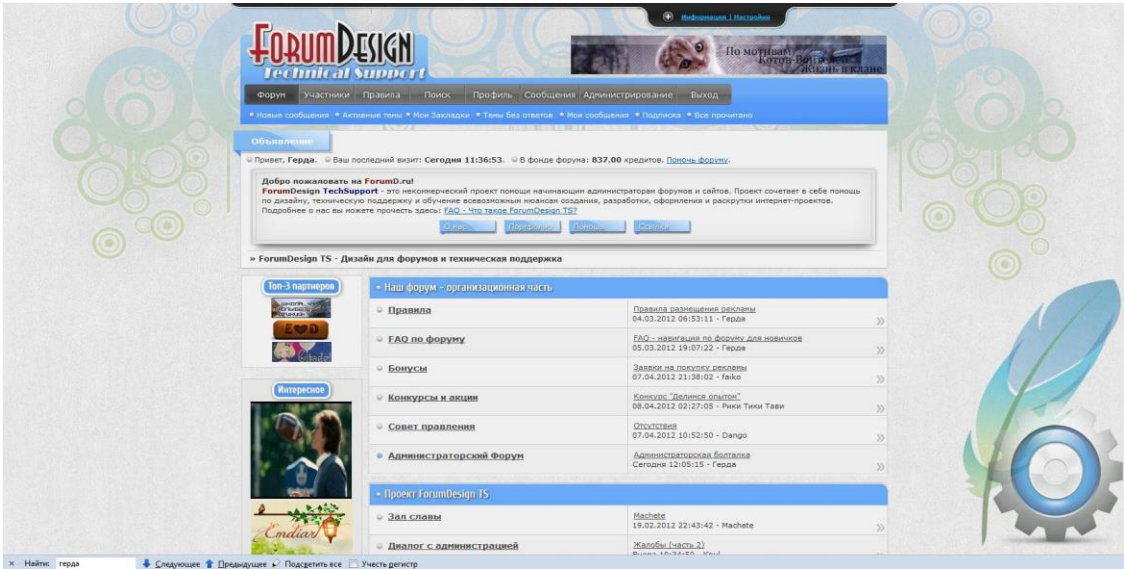 Информация | Настройки
FORUMDESIGN
Technical Support
По мотивам
Жизнь в клане
Форум Участники Правила Поиск Профиль Сообщения Администрирование Выход
Новые сообщения Активные темы Мои Закладки Темы без ответов Мои сообщения Подписка Все прочитано
Объявление
Привет, Герда. Ваш последний визит: Сегодня 11:36:53. В фонде форума: 837.00 кредитов. Помочь форуму.
Добро пожаловать на ForumD.ru!
ForumDesign TechSupport - это некоммерческий проект помощи начинающим администраторам форумов и сайтов. Проект сочетает в себе помощь
по дизайну, техническую поддержку и обучение всевозможным нюансам создания, разработки, оформления и раскрутки интернет-проектов.
Подробнее о нас вы можете прочесть здесь: FAQ - Что такое ForumDesign TS?
О нас Портфолио Помощь Ссылки
» ForumDesign TS - Дизайн для форумов и техническая поддержка
Топ-3 партнеров
Интересное
Emdiar
• Наш форум - организационная часть
Правила
Правила размещения рекламы
04.03.2012 06:53:11 - Герда
FAQ по форуму
FAQ - навигация по форуму для новичков
05.03.2012 19:07:22 - Герда
Бонусы
Заявки на покупку рекламы
07.04.2012 21:38:02 - faiko
Конкурсы и акции
Конкурс "Делимся опытом"
08.04.2012 02:27:05 - Рики Тики Тави
Совет правления
Отсутствия
07.04.2012 10:52:50 - Dango
Администраторский Форум
Администраторская болталка
Сегодня 12:05:15 - Герда
• Проект ForumDesign TS
Зал славы
Machete
19.02.2012 22:43:42 - Machete
Диалог с администрацией
Жалобы (часть 2)
× Найти: герда Следующее Предыдущее Подсветить все Учесть регистр